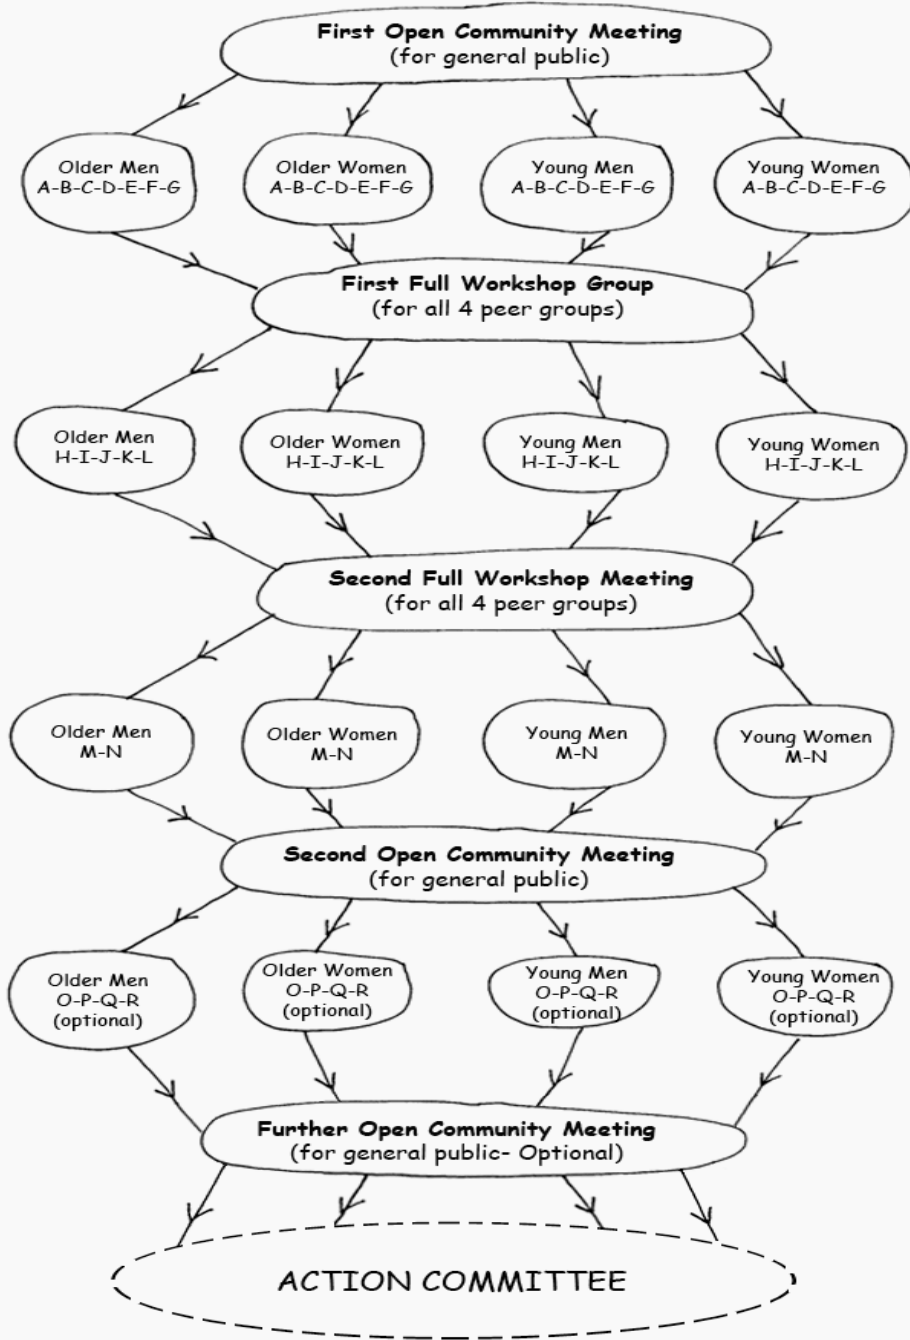 First Open Community Meeting
(for general public)
Older Men
A-B-C-D-E-F-G
Older Women
A-B-C-D-E-F-G
Young Men
A-B-C-D-E-F-G
Young Women
A-B-C-D-E-F-G
First Full Workshop Group
(for all 4 peer groups)
Older Men
H-I-J-K-L
Older Women
H-I-J-K-L
Young Men
H-I-J-K-L
Young Women
H-I-J-K-L
Second Full Workshop Meeting
(for all 4 peer groups)
Older Men
M-N
Older Women
M-N
Young Men
M-N
Young Women
M-N
Second Open Community Meeting
(for general public)
Older Men
O-P-Q-R
(optional)
Older Women
O-P-Q-R
(optional)
Young Men
O-P-Q-R
(optional)
Young Women
O-P-Q-R
(optional)
Further Open Community Meeting
(for general public- Optional)
ACTION COMMITTEE